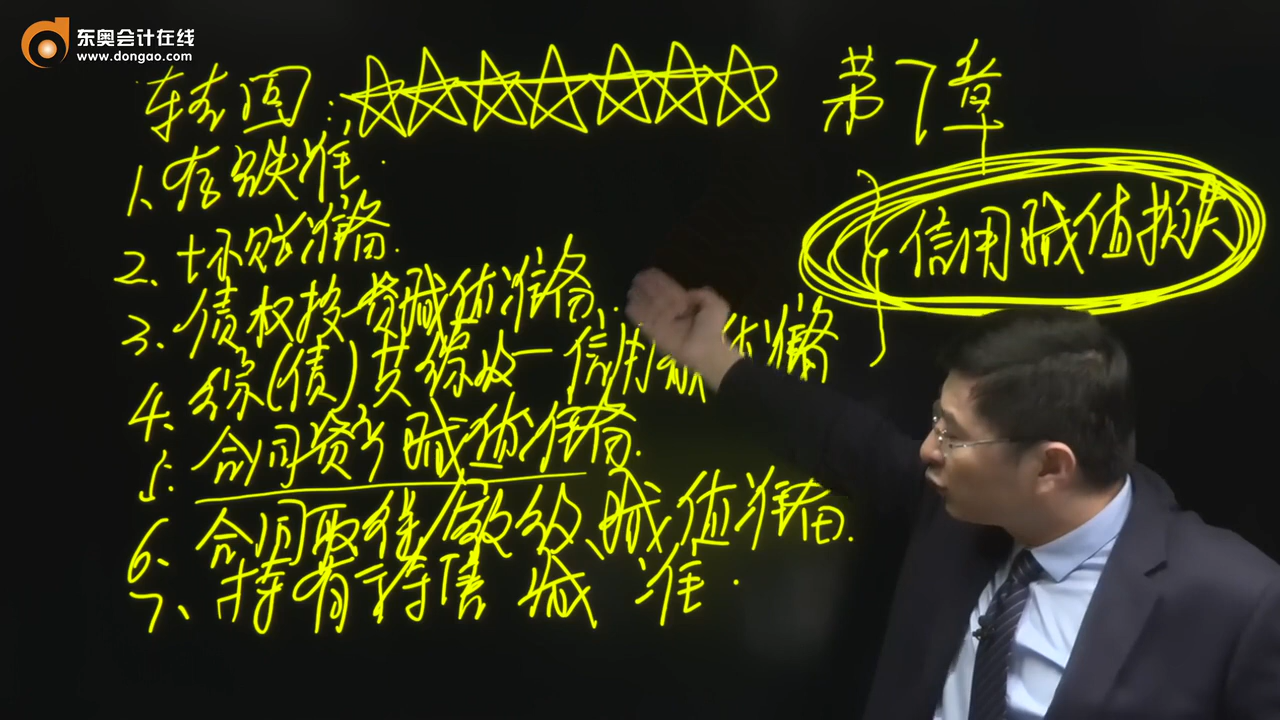 东奥会计在线
www.dongao.com
转回：
第7章
1、存跌准.
2、坏账准备.
3、债权投资减值准备.
4、综(债)其综收一信用减值准备
5、合同资产减值准备.
6、合同取得/履约、减值准备.
7、持有待售减准.
信用减值损失